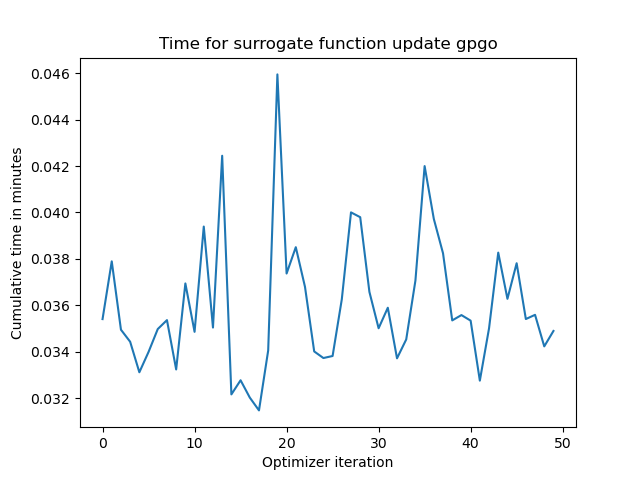 Time for surrogate function update gpgo
0.046
0.044
0.042
0.040
0.038
0.036
0.034
0.032
Cumulative time in minutes
0 10 20 30 40 50
Optimizer iteration